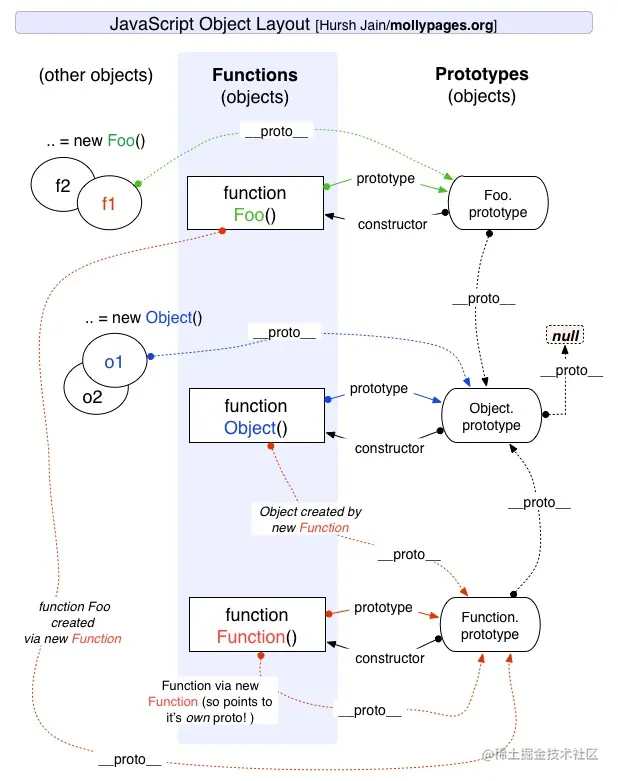 JavaScript Object Layout [Hursh Jain/mollypages.org]
(other objects)
Functions
(objects)
Prototypes
(objects)
.. = new Foo()
__proto__
f2
f1
function
Foo()
prototype
constructor
Foo.
prototype
__proto__
.. = new Object()
__proto__
null
__proto__
o1
o2
function
Object()
prototype
constructor
Object.
prototype
Object created by
new Function
__proto__
__proto__
function Foo
created
via new Function
function
Function()
prototype
constructor
Function.
prototype
Function via new
Function (so points to
it's own proto! )
__proto__
__proto__
@稀土掘金技术社区